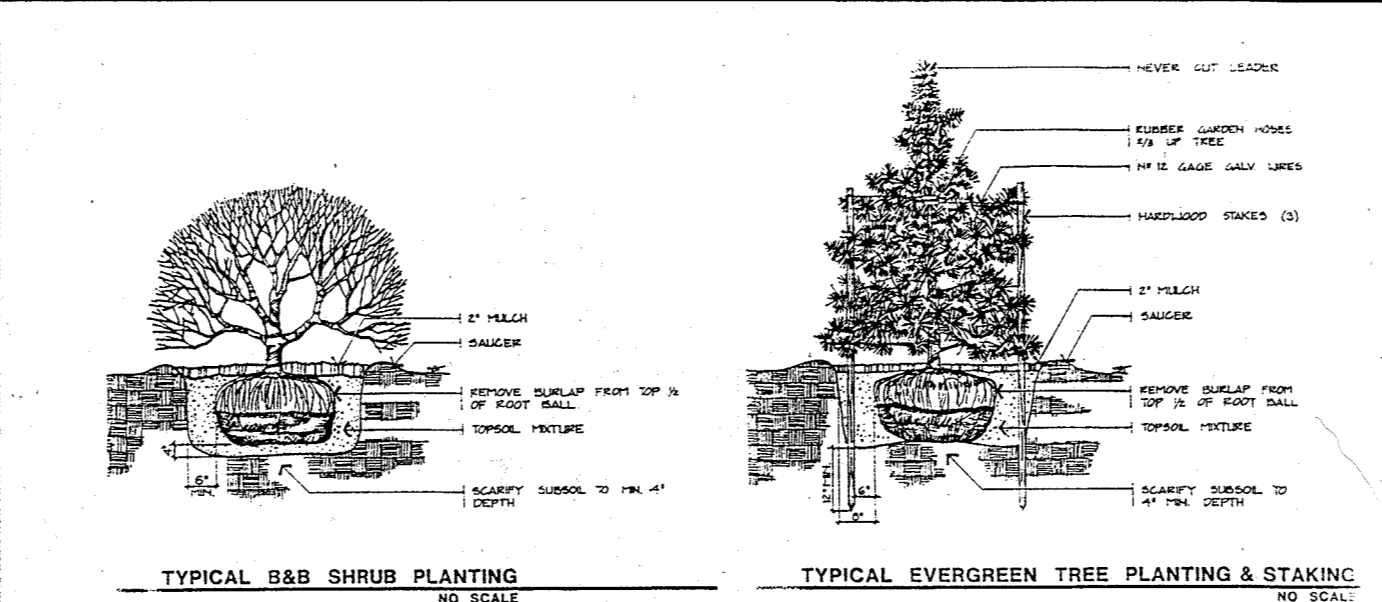 2" MULCH
SAUCER
REMOVE BURLAP FROM TOP ½
OF ROOT BALL
TOPSOIL MIXTURE
4"
6"
MIN.
SCARIFY SUBSOIL TO MIN. 4"
DEPTH
TYPICAL B&B SHRUB PLANTING
NO SCALE
NEVER CUT LEADER
RUBBER GARDEN HOSES
2/3 UP TREE
Nº 12 GAGE GALV. WIRES
HARDWOOD STAKES (3)
2" MULCH
SAUCER
REMOVE BURLAP FROM
TOP ½ OF ROOT BALL
TOPSOIL MIXTURE
12" MIN.
6"
SCARIFY SUBSOIL TO
4" MIN. DEPTH
TYPICAL EVERGREEN TREE PLANTING & STAKING
NO SCALE